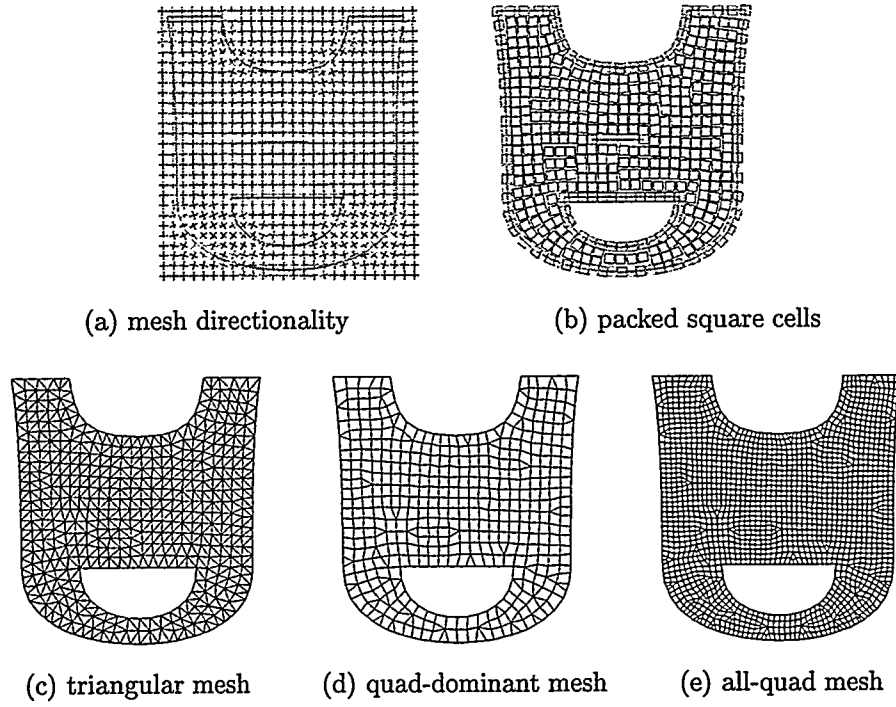 (a) mesh directionality
(b) packed square cells
(c) triangular mesh
(d) quad-dominant mesh
(e) all-quad mesh